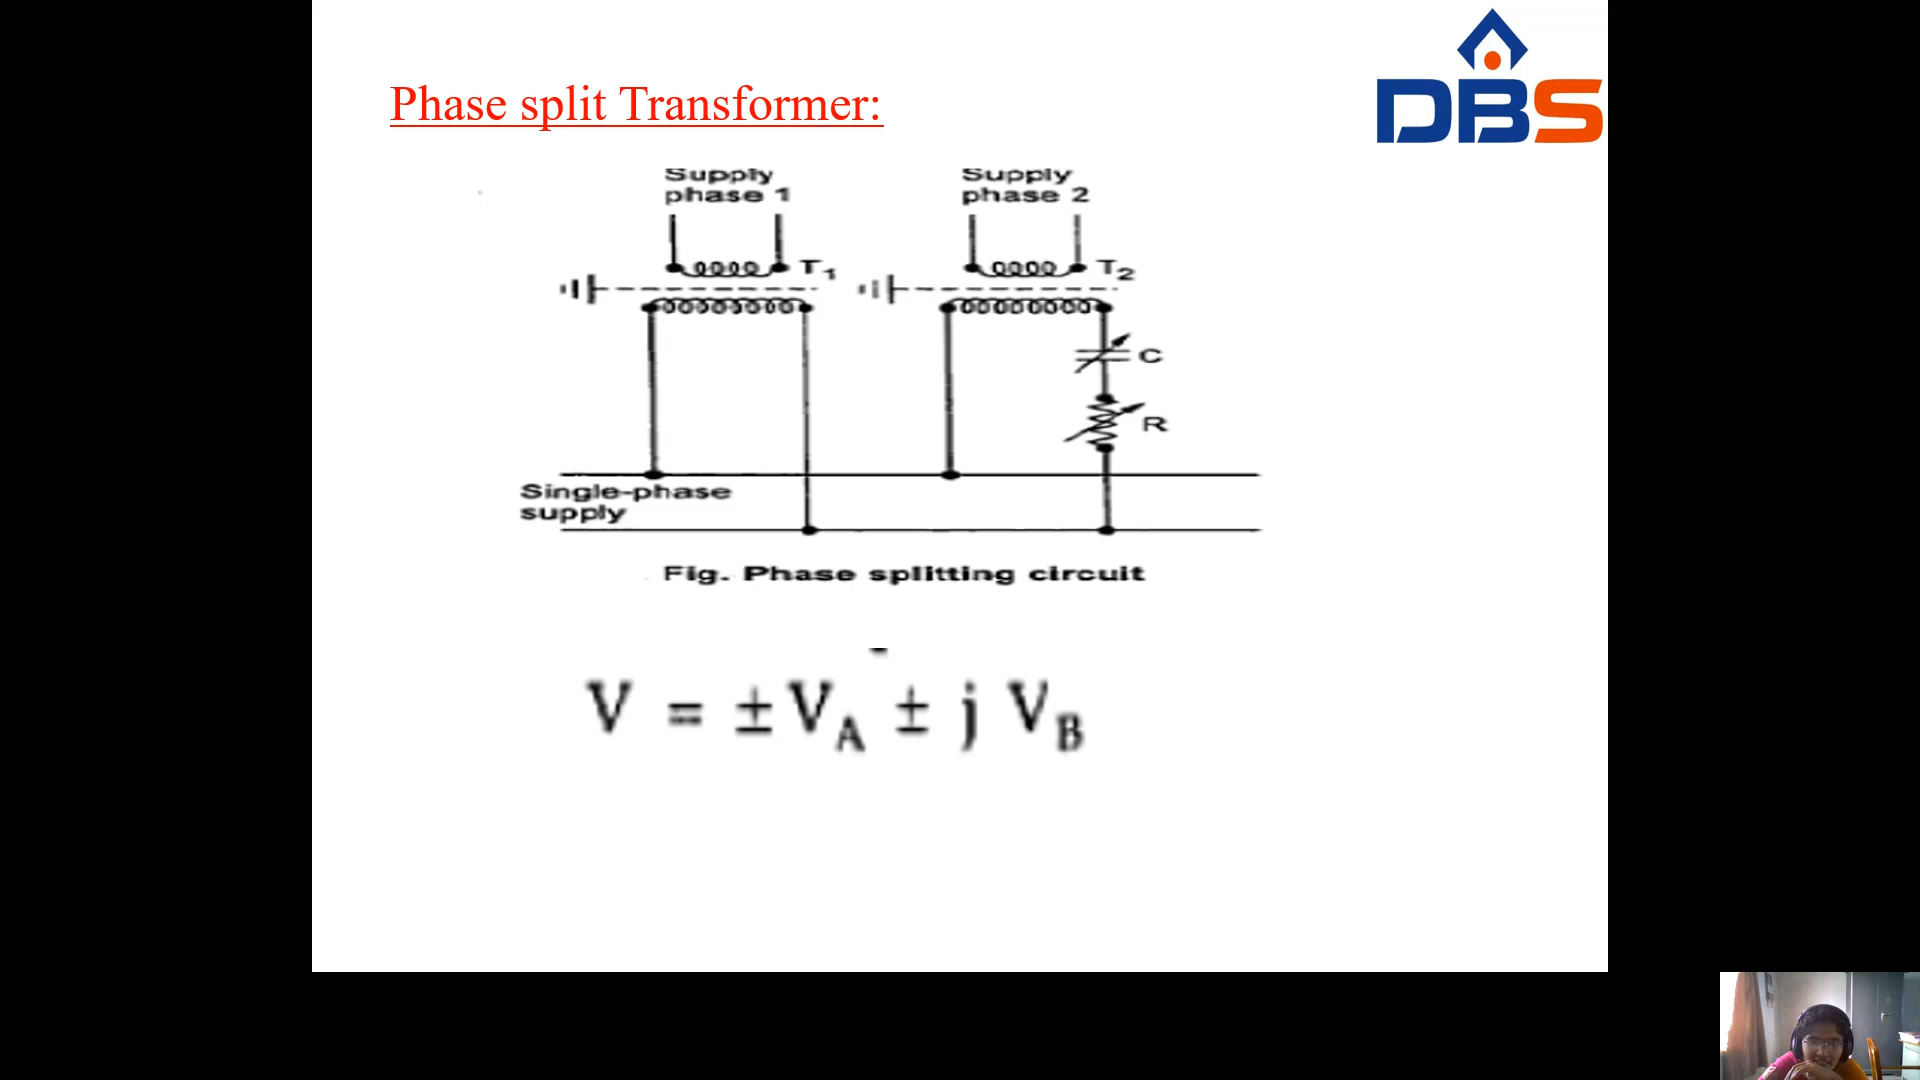 DBS
Phase split Transformer:
Supply
phase 1
Supply
phase 2
T₁
T₂
C
R
Single-phase
supply
Fig. Phase splitting circuit
V = ± V_A ± j V_B